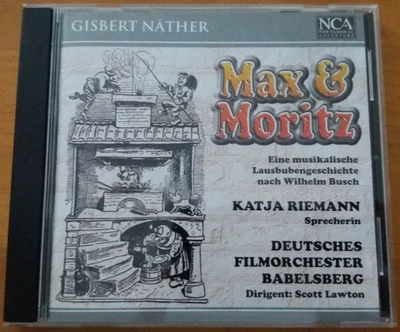 GISBERT NÄTHER
NCA
Max &
Moritz
Eine musikalische
Lausbubengeschichte
nach Wilhelm Busch
KATJA RIEMANN
Sprecherin
DEUTSCHES
FILMORCHESTER
BABELSBERG
Dirigent: Scott Lawton